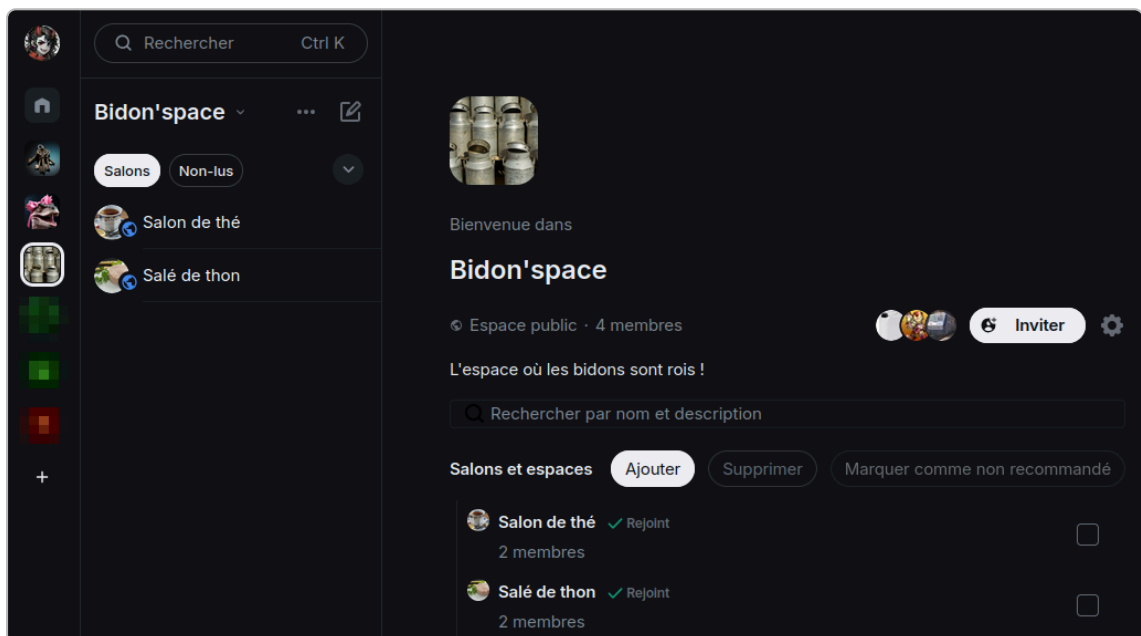 Rechercher Ctrl K
Bidon'space
Salons Non-lus
Salon de thé
Salé de thon
Bienvenue dans
Bidon'space
Espace public · 4 membres
Inviter
L'espace où les bidons sont rois !
Rechercher par nom et description
Salons et espaces Ajouter Supprimer Marquer comme non recommandé
Salon de thé Rejoint
2 membres
Salé de thon Rejoint
2 membres